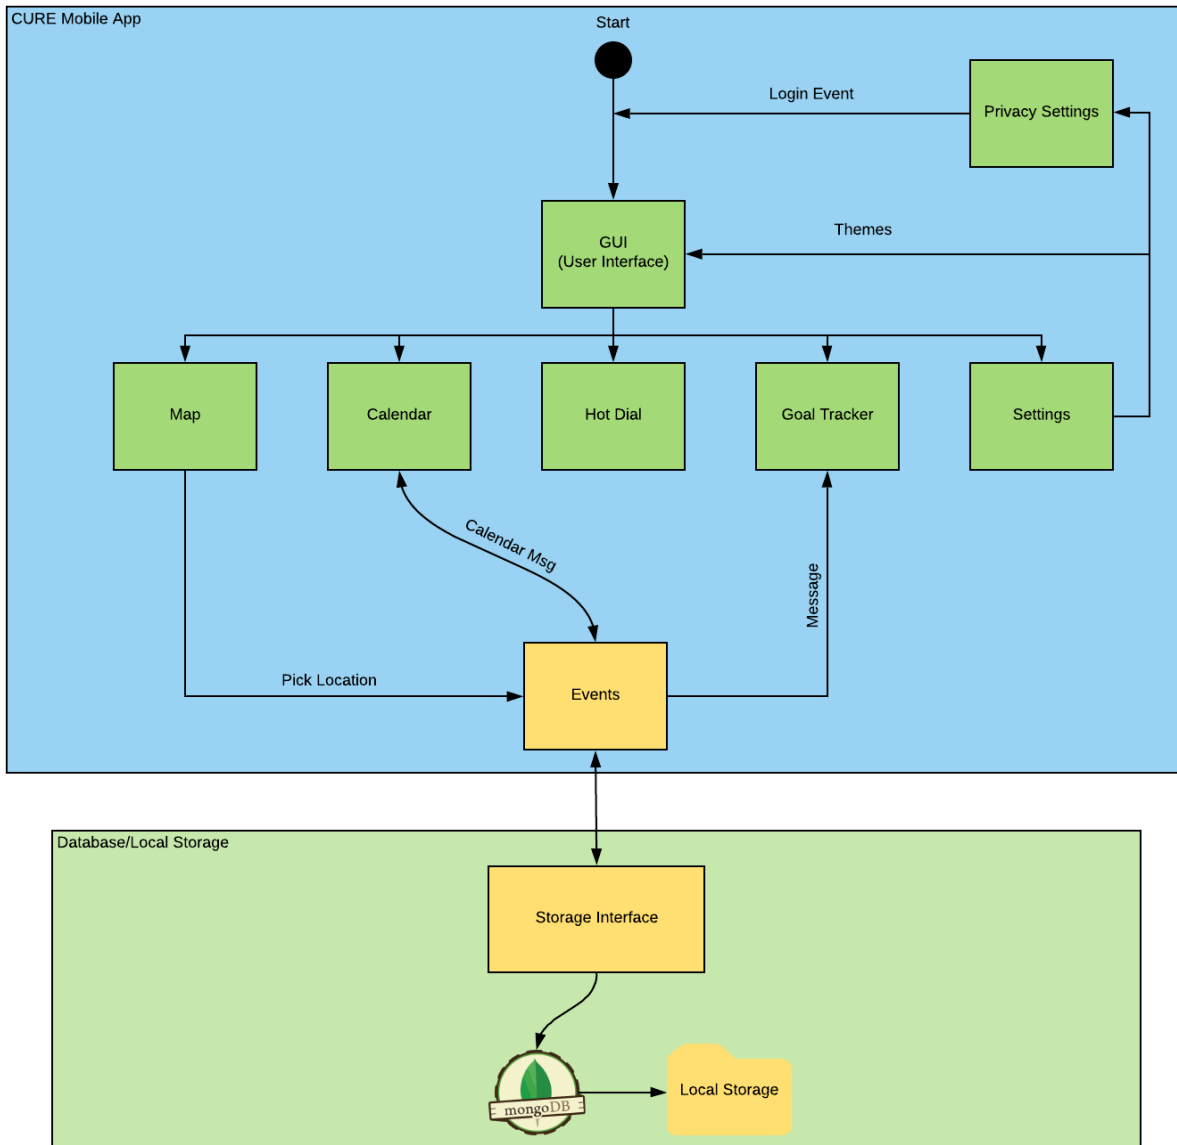 CURE Mobile App
Start
Login Event
Privacy Settings
Themes
GUI
(User Interface)
Map
Calendar
Hot Dial
Goal Tracker
Settings
Calendar Msg
Message
Pick Location
Events
Database/Local Storage
Storage Interface
Local Storage
mongoDB